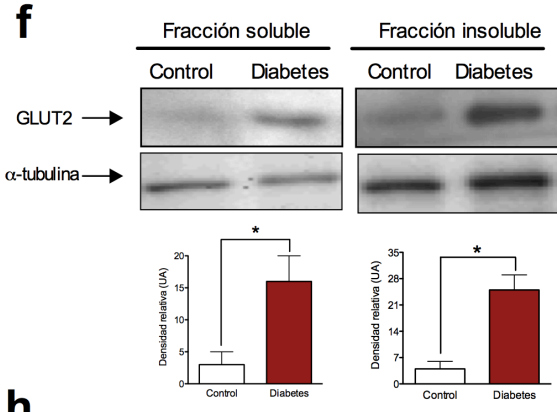 f
Fracción soluble
Fracción insoluble
Control Diabetes
Control Diabetes
GLUT2
α-tubulina
*
Densidad relativa (UA)
20
15
10
5
0
Control Diabetes
*
Densidad relativa (UA)
35
28
21
14
7
0
Control Diabetes
h